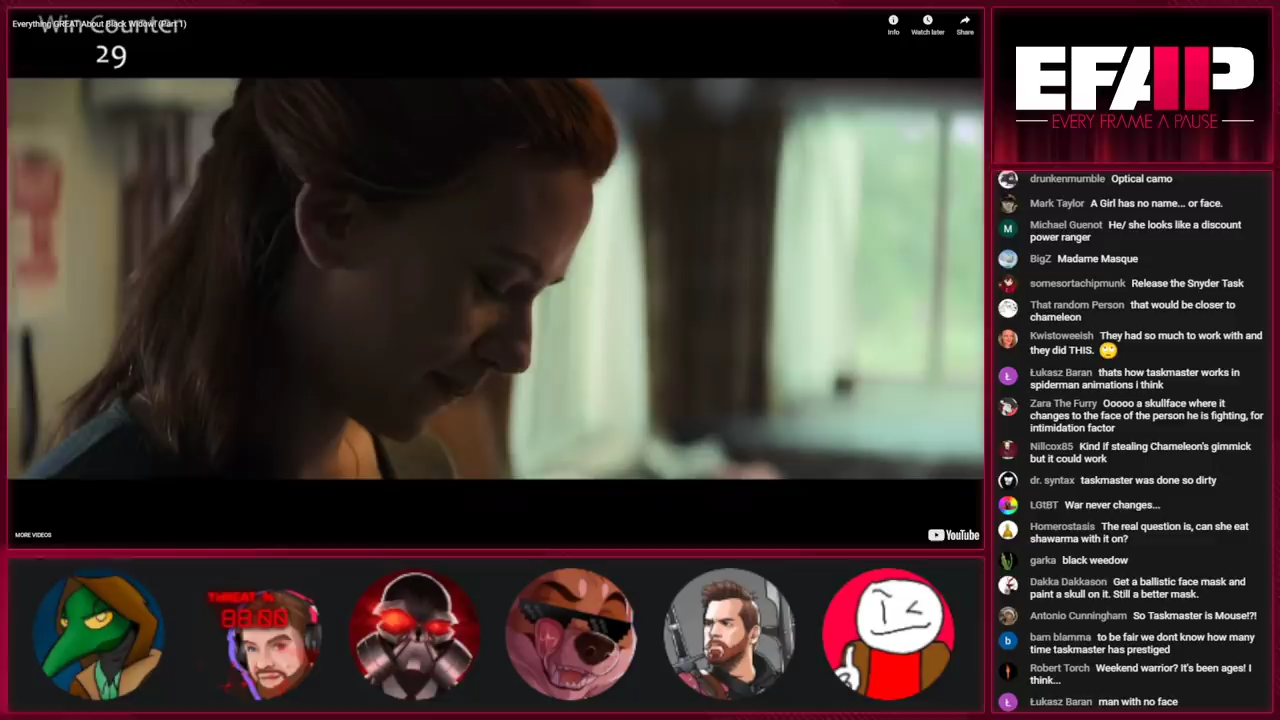 Everything GREAT About Black Widow! (Part 1)
Win Counter
29
Info
Watch later
Share
MORE VIDEOS
YouTube
THREAT IN
88:00
EFAP
EVERY FRAME A PAUSE
drunkenmumble Optical camo
Mark Taylor A Girl has no name... or face.
Michael Guenot He/ she looks like a discount
power ranger
BigZ Madame Masque
somesortachipmunk Release the Snyder Task
That random Person that would be closer to
chameleon
Kwistoweeish They had so much to work with and
they did THIS. 🙄
Łukasz Baran thats how taskmaster works in
spiderman animations i think
Zara The Furry Ooooo a skullface where it
changes to the face of the person he is fighting, for
intimidation factor
Nillcox85 Kind if stealing Chameleon's gimmick
but it could work
dr. syntax taskmaster was done so dirty
LGtBT War never changes...
Homerostasis The real question is, can she eat
shawarma with it on?
garka black weedow
Dakka Dakkason Get a ballistic face mask and
paint a skull on it. Still a better mask.
Antonio Cunningham So Taskmaster is Mouse!?!
bam blamma to be fair we dont know how many
time taskmaster has prestiged
Robert Torch Weekend warrior? It's been ages! I
think...
Łukasz Baran man with no face